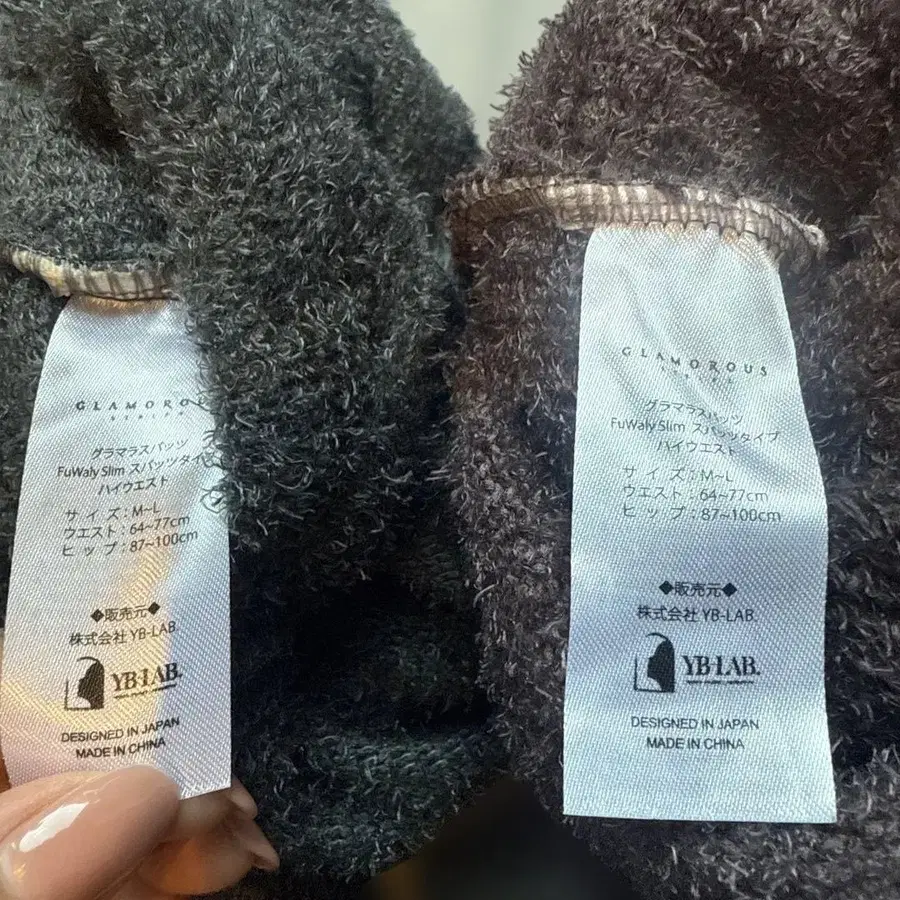 GLAMORO
グラマラスパッツ
FuWaly Slim スパッツタイプ
ハイウエスト
サイズ:M~L
ウエスト:64~77cm
ヒップ:87~100cm
◆販売元◆
株式会社 YB-LAB.
YB-LAB.
DESIGNED IN JAPAN
MADE IN CHINA
GLAMOROUS
グラマラスパッツ
FuWaly Slim スパッツタイプ
ハイウエスト
サイズ:M~L
ウエスト:64~77cm
ヒップ:87~100cm
◆販売元◆
株式会社 YB-LAB.
YB-LAB.
DESIGNED IN JAPAN
MADE IN CHINA